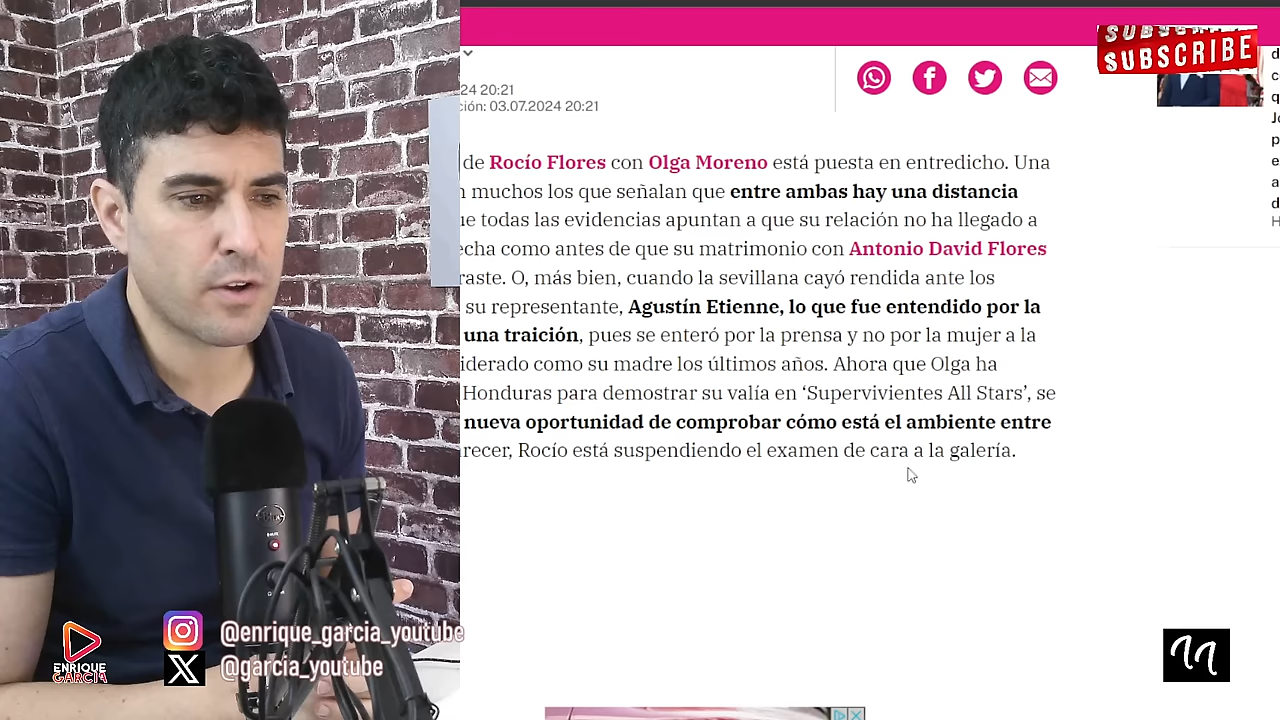 SUBSCRIBE
SUBSCRIBE
24 20:21
ción: 03.07.2024 20:21
de Rocío Flores con Olga Moreno está puesta en entredicho. Una
n muchos los que señalan que entre ambas hay una distancia
ue todas las evidencias apuntan a que su relación no ha llegado a
echa como antes de que su matrimonio con Antonio David Flores
raste. O, más bien, cuando la sevillana cayó rendida ante los
su representante, Agustín Etienne, lo que fue entendido por la
una traición, pues se enteró por la prensa y no por la mujer a la
iderado como su madre los últimos años. Ahora que Olga ha
Honduras para demostrar su valía en ‘Supervivientes All Stars’, se
nueva oportunidad de comprobar cómo está el ambiente entre
recer, Rocío está suspendiendo el examen de cara a la galería.
ENRIQUE
GARCIA
@enrique_garcia_youtube
@garcia_youtube